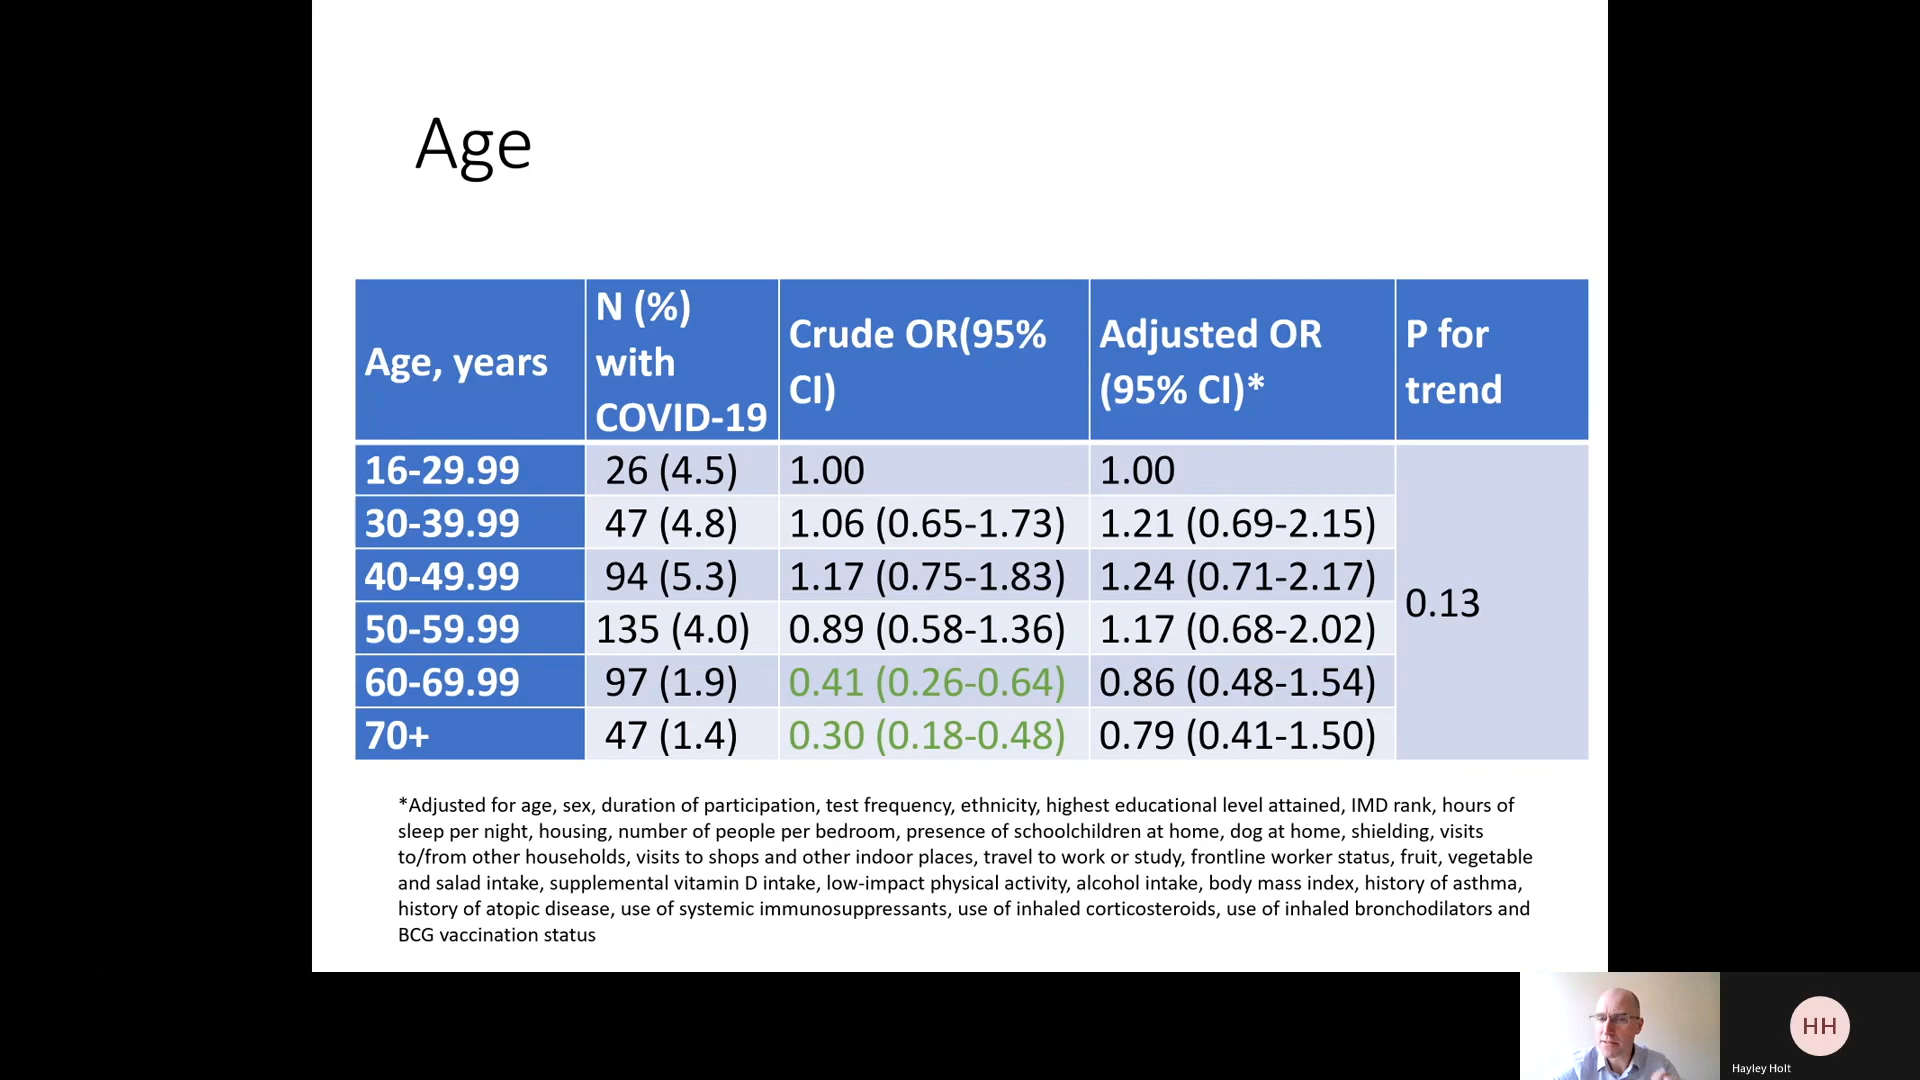 Age
Age, years
N (%)
with
COVID-19
Crude OR(95%
CI)
Adjusted OR
(95% CI)*
P for
trend
16-29.99 26 (4.5) 1.00 1.00
30-39.99 47 (4.8) 1.06 (0.65-1.73) 1.21 (0.69-2.15)
40-49.99 94 (5.3) 1.17 (0.75-1.83) 1.24 (0.71-2.17)
0.13
50-59.99 135 (4.0) 0.89 (0.58-1.36) 1.17 (0.68-2.02)
60-69.99 97 (1.9) 0.41 (0.26-0.64) 0.86 (0.48-1.54)
70+ 47 (1.4) 0.30 (0.18-0.48) 0.79 (0.41-1.50)
*Adjusted for age, sex, duration of participation, test frequency, ethnicity, highest educational level attained, IMD rank, hours of
sleep per night, housing, number of people per bedroom, presence of schoolchildren at home, dog at home, shielding, visits
to/from other households, visits to shops and other indoor places, travel to work or study, frontline worker status, fruit, vegetable
and salad intake, supplemental vitamin D intake, low-impact physical activity, alcohol intake, body mass index, history of asthma,
history of atopic disease, use of systemic immunosuppressants, use of inhaled corticosteroids, use of inhaled bronchodilators and
BCG vaccination status
HH
Hayley Holt